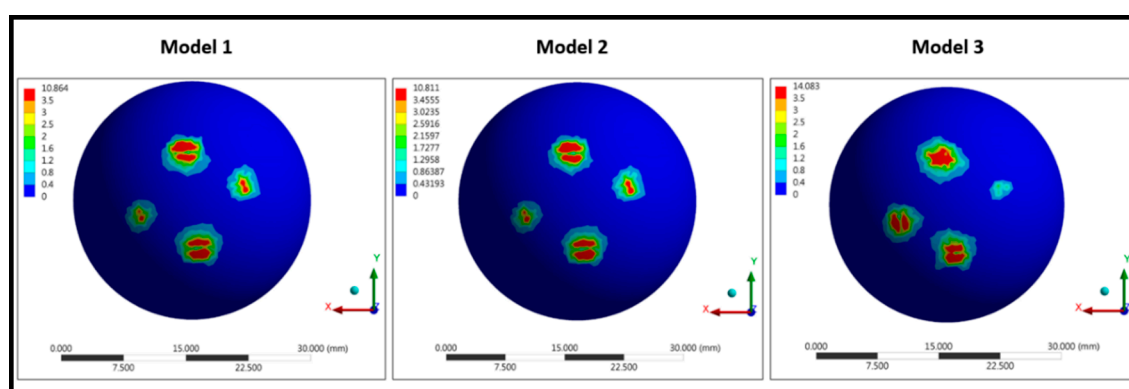 Model 1
Model 2
Model 3
10.864
3.5
3
2.5
2
1.6
1.2
0.8
0.4
0
Y
X
Z
0.000
15.000
30.000 (mm)
7.500
22.500
10.811
3.4555
3.0235
2.5916
2.1597
1.7277
1.2958
0.86387
0.43193
0
Y
X
Z
0.000
15.000
30.000 (mm)
7.500
22.500
14.083
3.5
3
2.5
2
1.6
1.2
0.8
0.4
0
Y
X
Z
0.000
15.000
30.000 (mm)
7.500
22.500